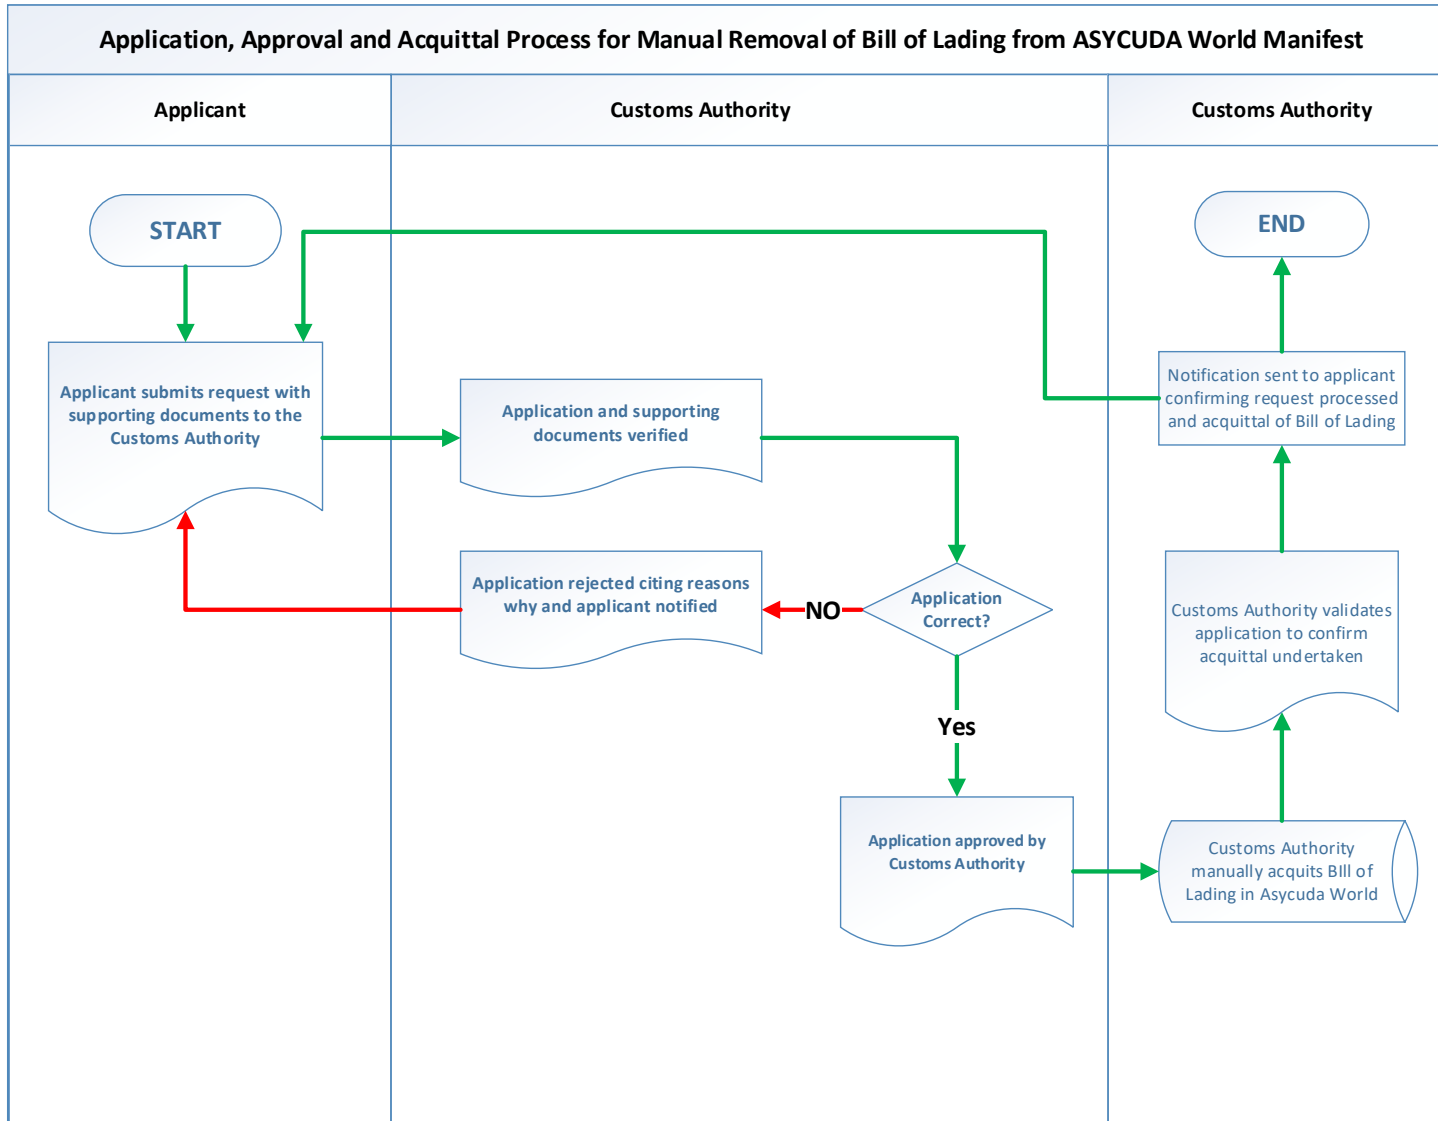 Application, Approval and Acquittal Process for Manual Removal of Bill of Lading from ASYCUDA World Manifest
Applicant
Customs Authority
Customs Authority
START
END
Applicant submits request with
supporting documents to the
Customs Authority
Application and supporting
documents verified
Notification sent to applicant
confirming request processed
and acquittal of Bill of Lading
Application rejected citing reasons
why and applicant notified
NO
Application
Correct?
Customs Authority validates
application to confirm
acquittal undertaken
Yes
Application approved by
Customs Authority
Customs Authority
manually acquits BIll of
Lading in Asycuda World